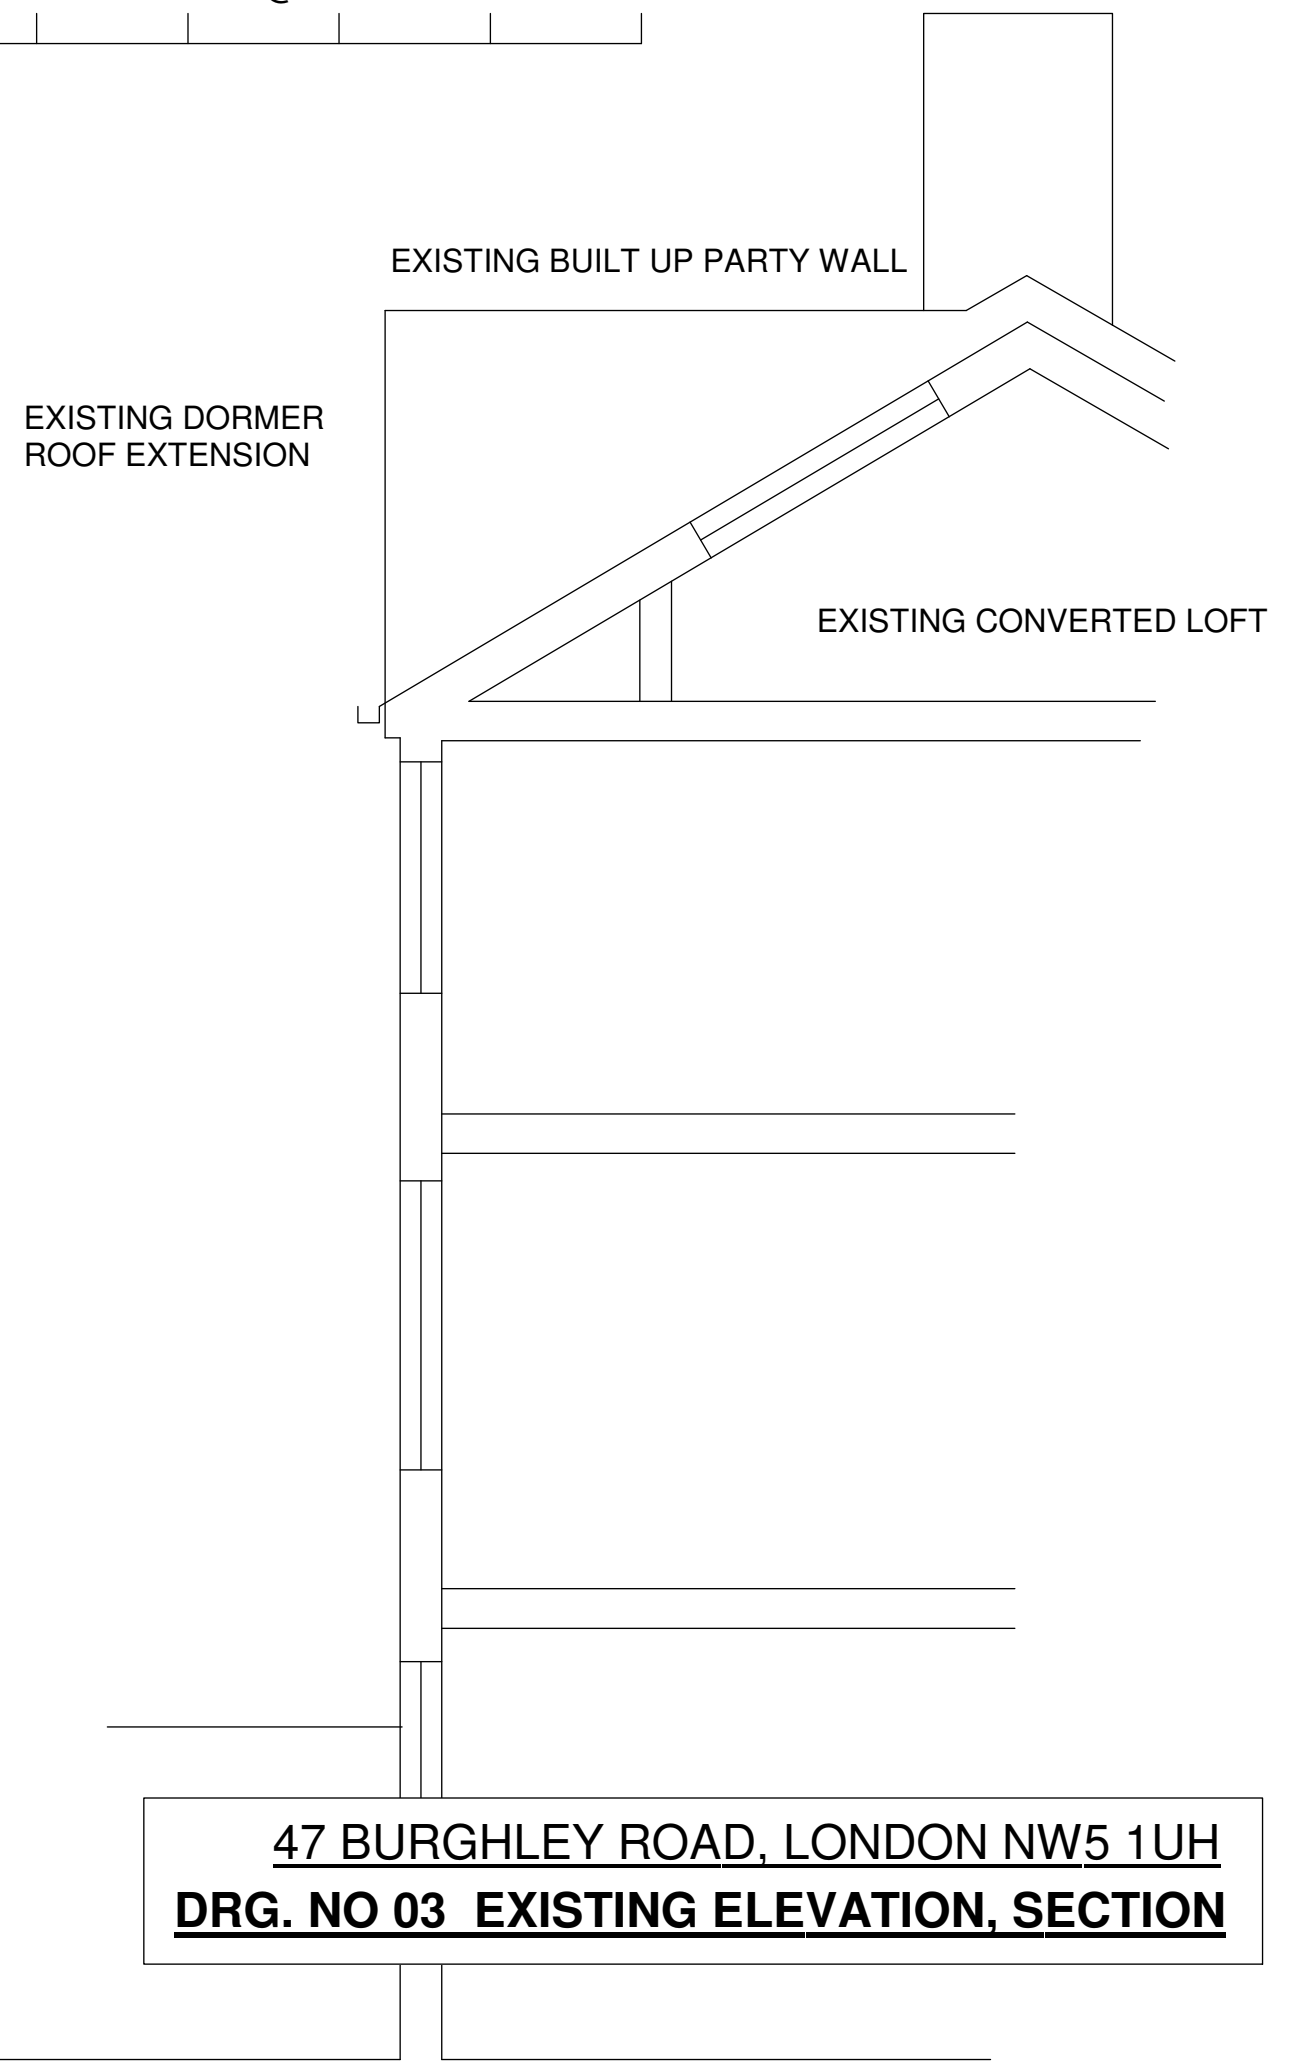 EXISTING BUILT UP PARTY WALL
EXISTING DORMER
ROOF EXTENSION
EXISTING CONVERTED LOFT
47 BURGHLEY ROAD, LONDON NW5 1UH
DRG. NO 03 EXISTING ELEVATION, SECTION